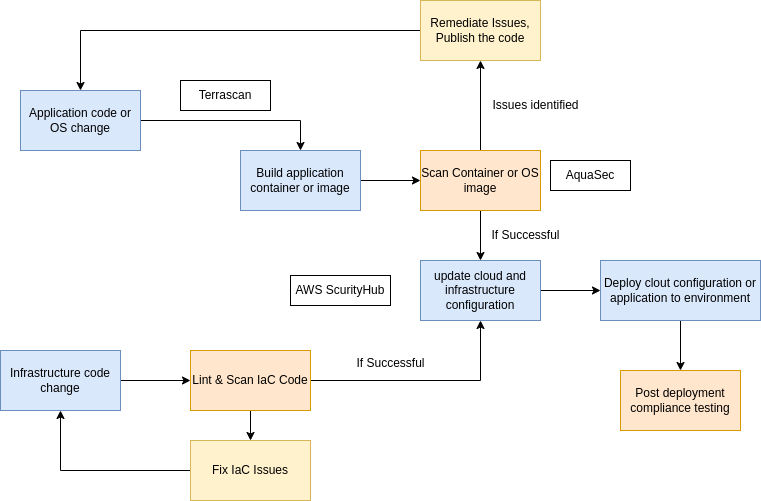 Remediate Issues,
Publish the code
Terrascan
Application code or
OS change
Issues identified
Build application
container or image
Scan Container or OS
image
AquaSec
If Successful
AWS ScurityHub
update cloud and
infrastructure
configuration
Deploy clout configuration or
application to environment
Infrastructure code
change
Lint & Scan IaC Code
If Successful
Post deployment
compliance testing
Fix IaC Issues